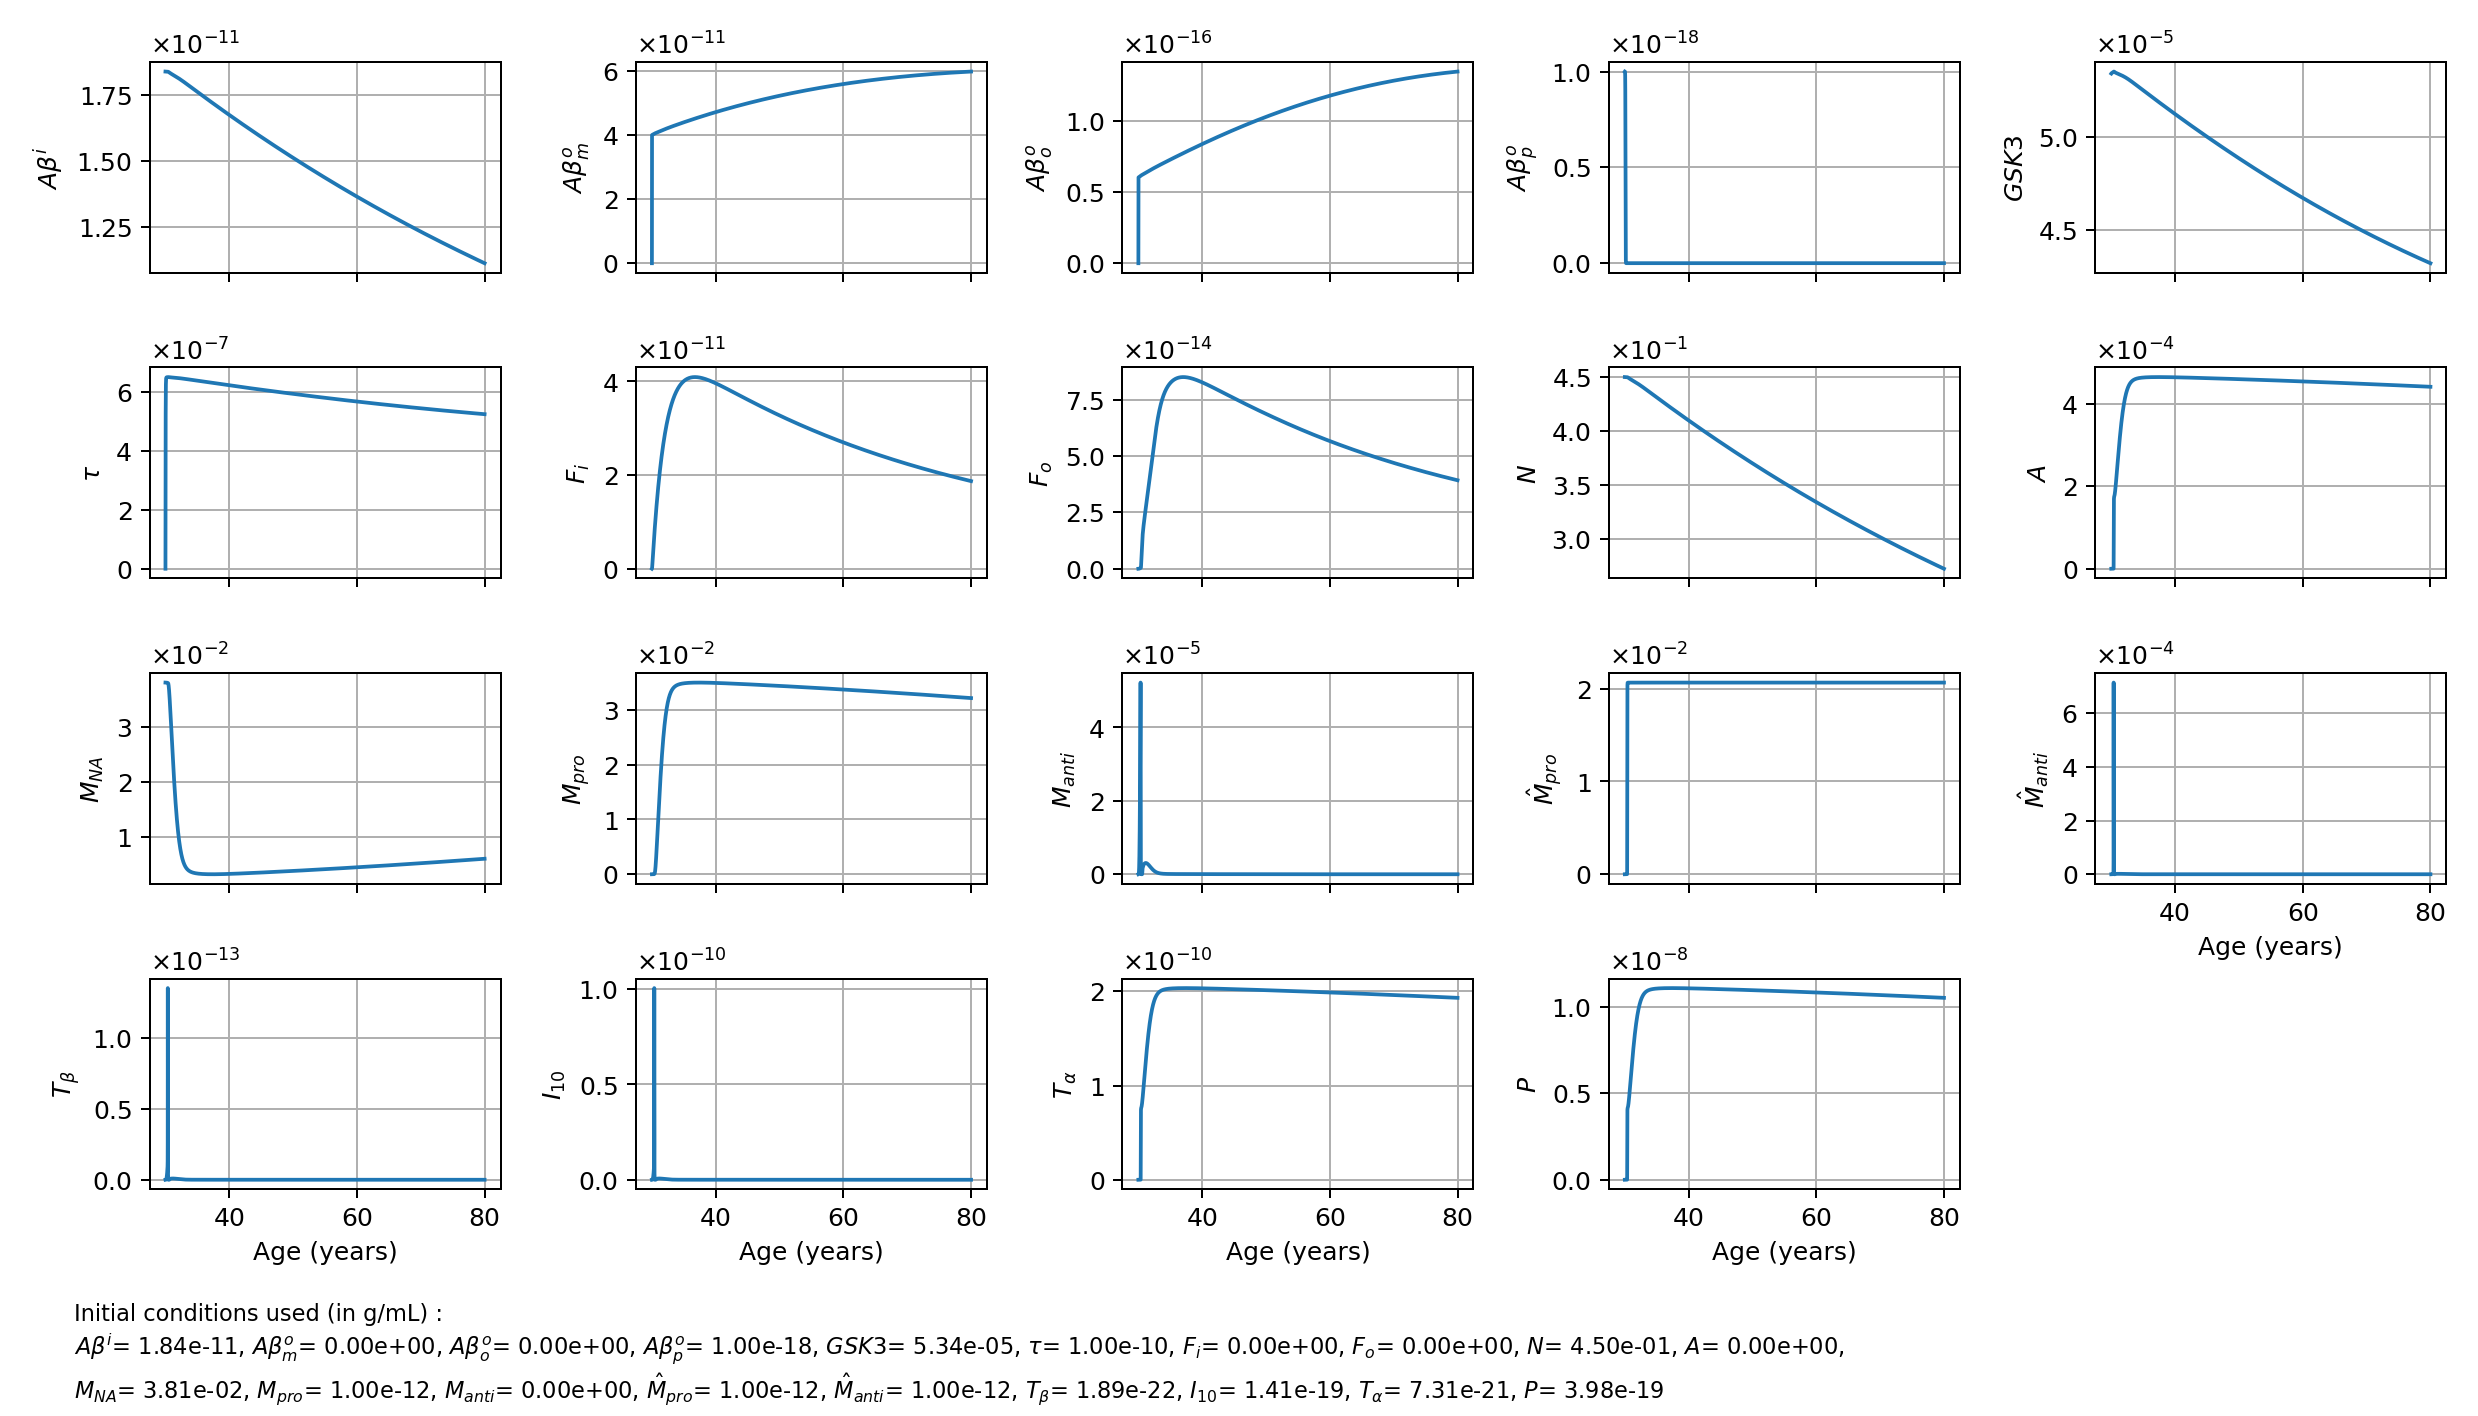 ×10⁻¹¹ ×10⁻¹¹ ×10⁻¹⁶ ×10⁻¹⁸ ×10⁻⁵
Aβⁱ 1.75 1.50 1.25
Aβₘᵒ 6 4 2 0
Aβₒᵒ 1.0 0.5 0.0
Aβₚᵒ 1.0 0.5 0.0
GSK3 5.0 4.5
×10⁻⁷ ×10⁻¹¹ ×10⁻¹⁴ ×10⁻¹ ×10⁻⁴
τ 6 4 2 0
Fᵢ 4 2 0
Fₒ 7.5 5.0 2.5 0.0
N 4.5 4.0 3.5 3.0
A 4 2 0
×10⁻² ×10⁻² ×10⁻⁵ ×10⁻² ×10⁻⁴
M_NA 3 2 1
M_pro 3 2 1 0
M_anti 4 2 0
M̂_pro 2 1 0
M̂_anti 6 4 2 0
40 60 80
Age (years)
×10⁻¹³ ×10⁻¹⁰ ×10⁻¹⁰ ×10⁻⁸
T_β 1.0 0.5 0.0
I₁₀ 1.0 0.5 0.0
T_α 2 1 0
P 1.0 0.5 0.0
40 60 80 40 60 80 40 60 80 40 60 80
Age (years) Age (years) Age (years) Age (years)
Initial conditions used (in g/mL) :
Aβⁱ= 1.84e-11, Aβₘᵒ= 0.00e+00, Aβₒᵒ= 0.00e+00, Aβₚᵒ= 1.00e-18, GSK3= 5.34e-05, τ= 1.00e-10, Fᵢ= 0.00e+00, Fₒ= 0.00e+00, N= 4.50e-01, A= 0.00e+00,
M_NA= 3.81e-02, M_pro= 1.00e-12, M_anti= 0.00e+00, M̂_pro= 1.00e-12, M̂_anti= 1.00e-12, T_β= 1.89e-22, I₁₀= 1.41e-19, T_α= 7.31e-21, P= 3.98e-19